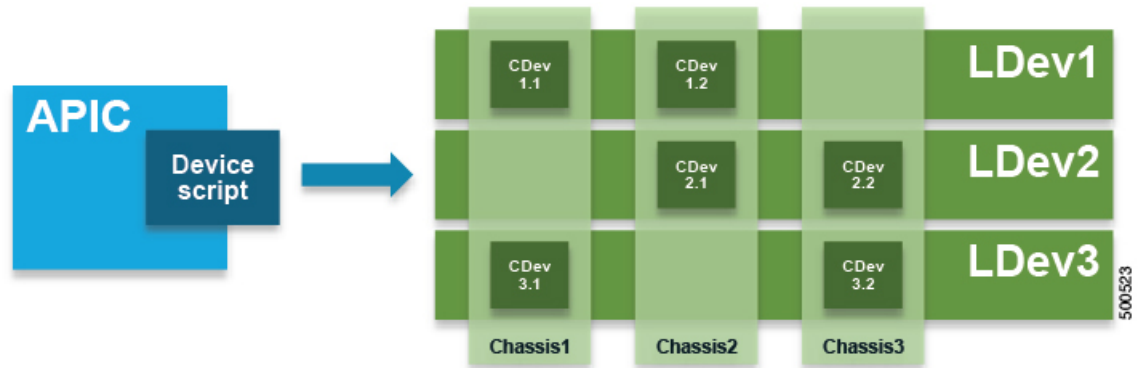 APIC
Device
script
CDev
1.1
CDev
1.2
LDev1
CDev
2.1
CDev
2.2
LDev2
CDev
3.1
CDev
3.2
LDev3
Chassis1
Chassis2
Chassis3
500523